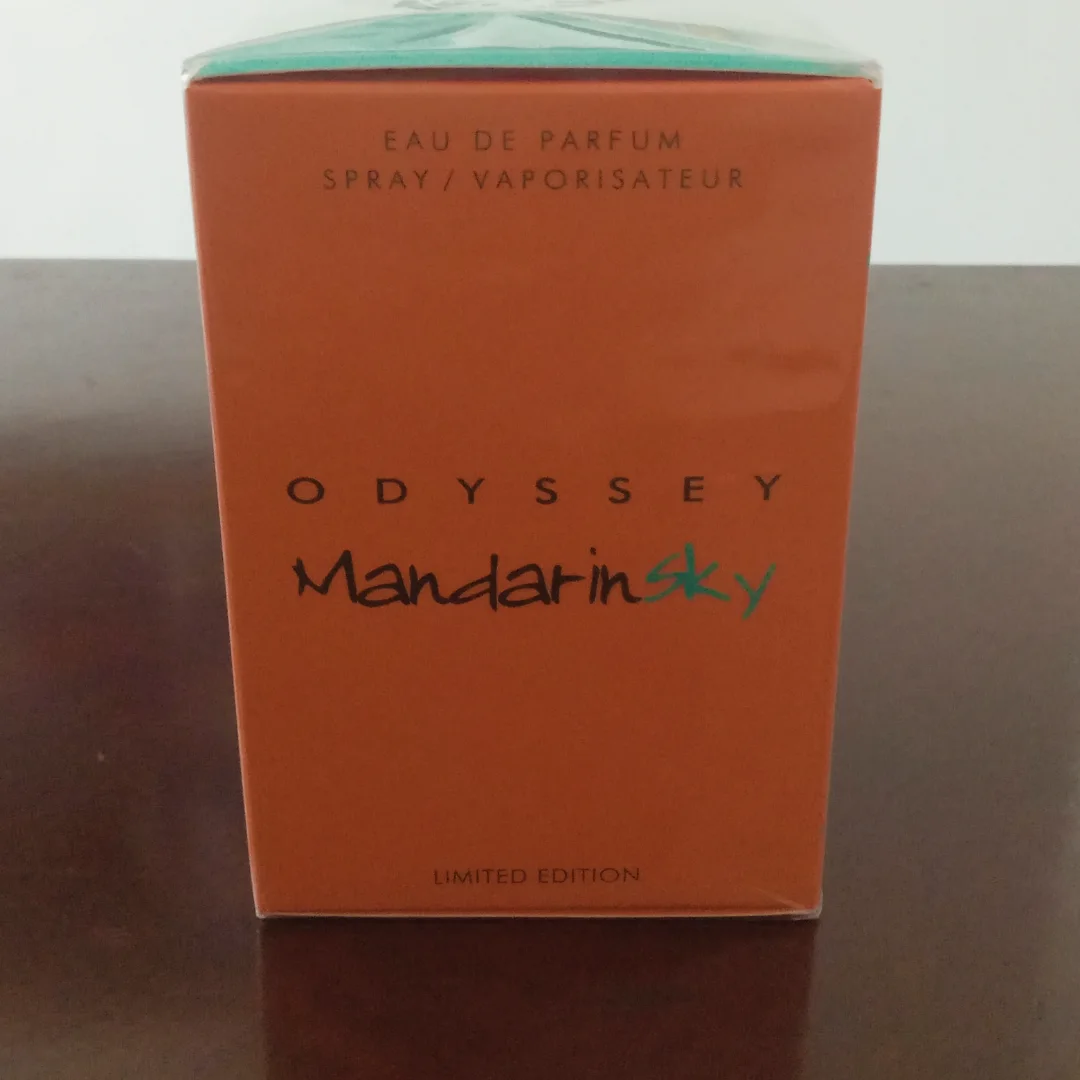 EAU DE PARFUM
SPRAY / VAPORISATEUR
ODYSSEY
Mandarinsky
LIMITED EDITION